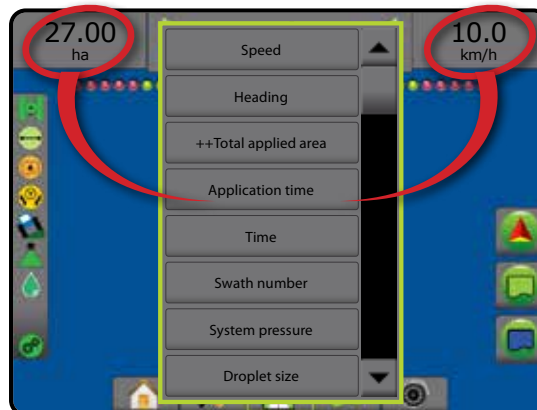 27.00
ha
10.0
km/h
Speed
Heading
++Total applied area
Application time
Time
Swath number
System pressure
Droplet size